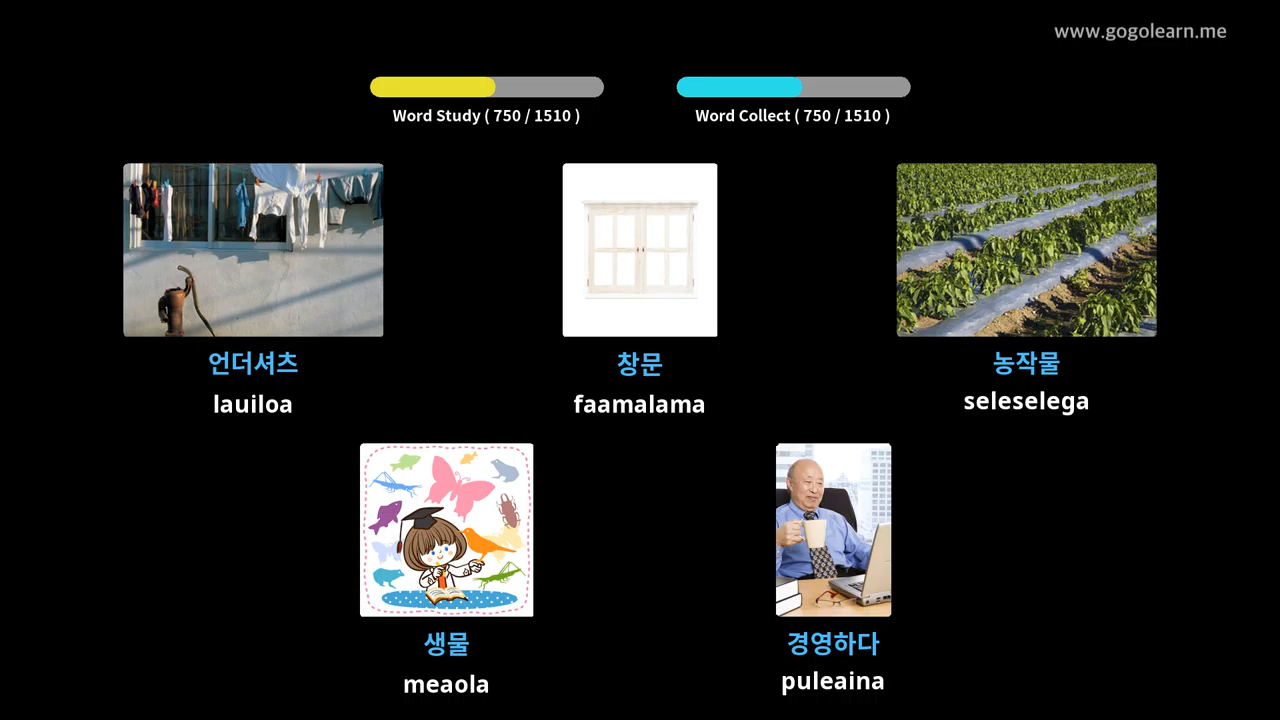 www.gogolearn.me
Word Study ( 750 / 1510 )
Word Collect ( 750 / 1510 )
언더셔츠
lauiloa
창문
faamalama
농작물
seleselega
생물
meaola
경영하다
puleaina